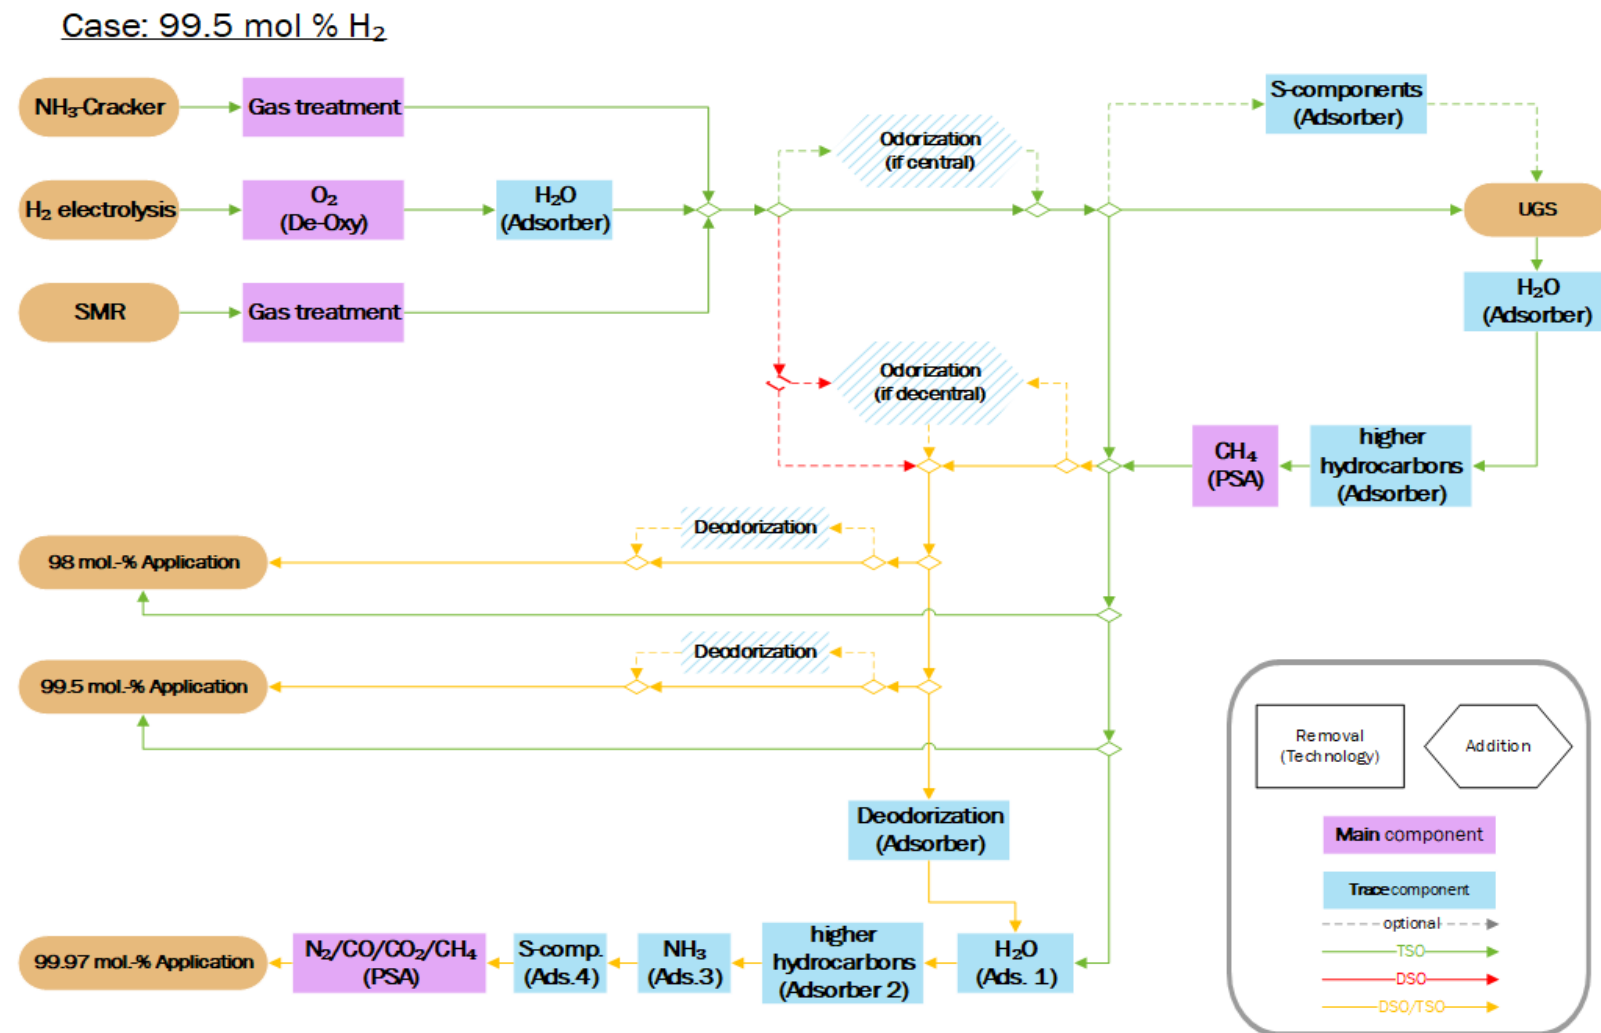 Case: 99.5 mol % H₂
NH₃-Cracker
Gas treatment
S-components
(Adsorber)
Odorization
(if central)
H₂ electrolysis
O₂
(De-Oxy)
H₂O
(Adsorber)
UGS
SMR
Gas treatment
H₂O
(Adsorber)
Odorization
(if decentral)
CH₄
(PSA)
higher
hydrocarbons
(Adsorber)
Deodorization
98 mol.-% Application
Deodorization
99.5 mol.-% Application
Deodorization
(Adsorber)
99.97 mol.-% Application
N₂/CO/CO₂/CH₄
(PSA)
S-comp.
(Ads.4)
NH₃
(Ads.3)
higher
hydrocarbons
(Adsorber 2)
H₂O
(Ads. 1)
Removal
(Technology)
Addition
Main component
Trace component
optional
TSO
DSO
DSO/TSO